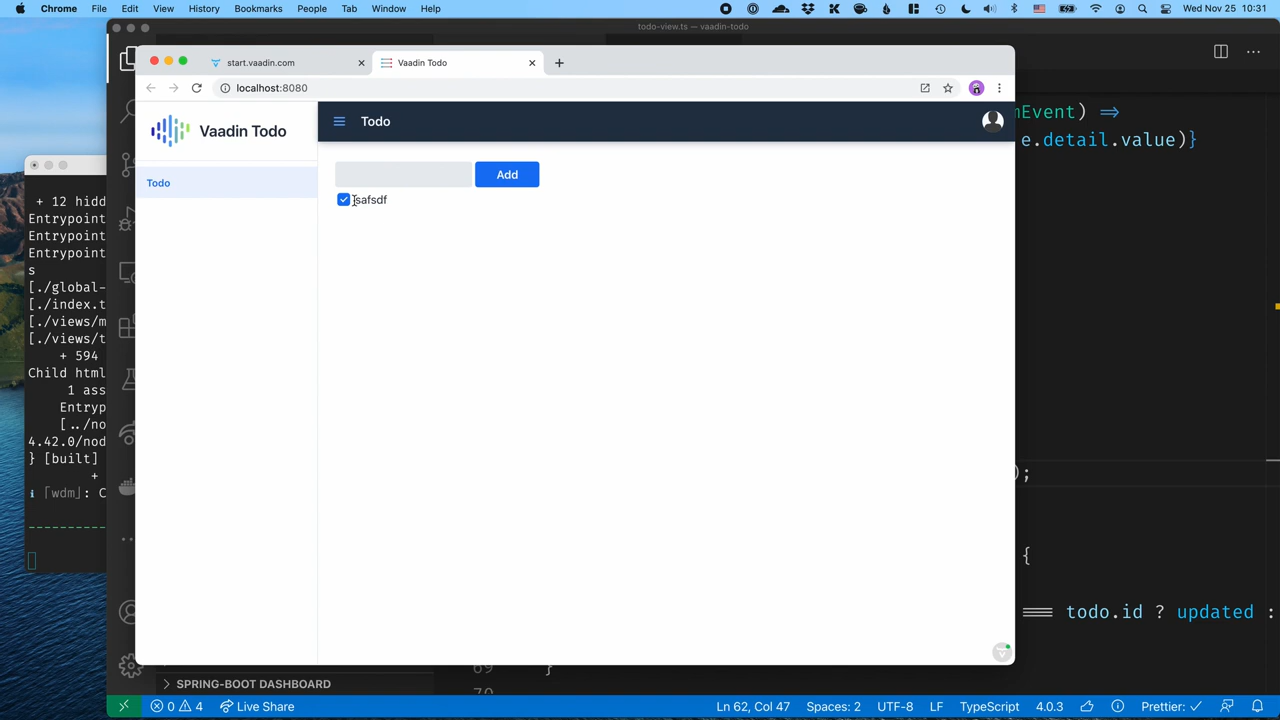 Chrome File Edit View History Bookmarks People Tab Window Help Wed Nov 25 10:31
todo-view.ts — vaadin-todo
start.vaadin.com Vaadin Todo
localhost:8080
Vaadin Todo
Todo
Todo
Add
safsdf
mEvent) =>
e.detail.value)}
);
{
=== todo.id ? updated :
69 }
70
+ 12 hidd
Entrypoint
Entrypoint
Entrypoint
s
[./global-
[./index.t
[./views/m
[./views/t
+ 594
Child html
1 ass
Entryp
[../no
4.42.0/nod
} [built]
+
i ｢wdm｣: C
----------
SPRING-BOOT DASHBOARD
0 4 Live Share Ln 62, Col 47 Spaces: 2 UTF-8 LF TypeScript 4.0.3 Prettier: ✓